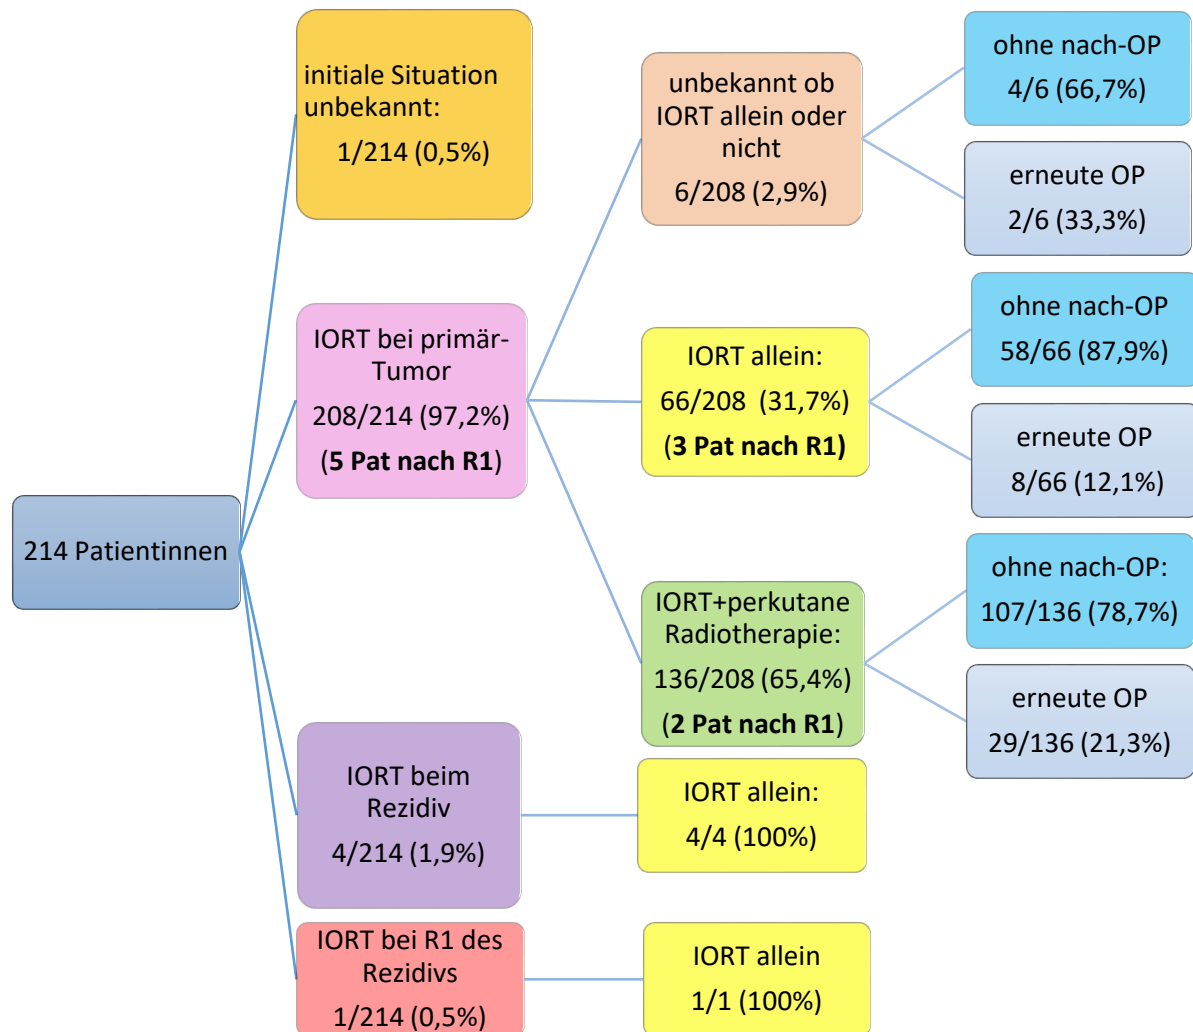 214 Patientinnen
initiale Situation
unbekannt:
1/214 (0,5%)
IORT bei primär-
Tumor
208/214 (97,2%)
(5 Pat nach R1)
unbekannt ob
IORT allein oder
nicht
6/208 (2,9%)
ohne nach-OP
4/6 (66,7%)
erneute OP
2/6 (33,3%)
IORT allein:
66/208 (31,7%)
(3 Pat nach R1)
ohne nach-OP
58/66 (87,9%)
erneute OP
8/66 (12,1%)
IORT+perkutane
Radiotherapie:
136/208 (65,4%)
(2 Pat nach R1)
ohne nach-OP:
107/136 (78,7%)
erneute OP
29/136 (21,3%)
IORT beim
Rezidiv
4/214 (1,9%)
IORT allein:
4/4 (100%)
IORT bei R1 des
Rezidivs
1/214 (0,5%)
IORT allein
1/1 (100%)